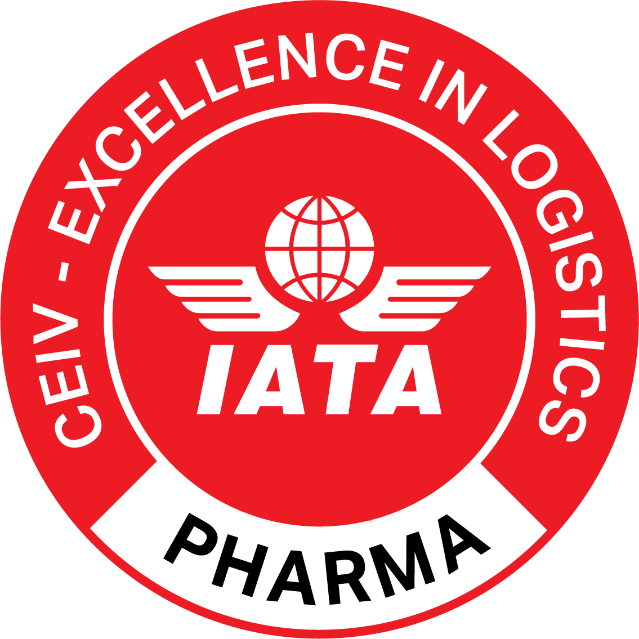 CEIV - EXCELLENCE IN LOGISTICS
IATA
PHARMA